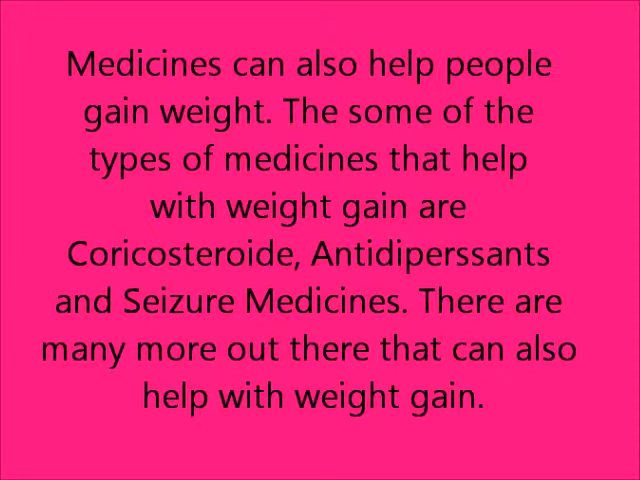 Medicines can also help people
gain weight. The some of the
types of medicines that help
with weight gain are
Coricosteroide, Antidiperssants
and Seizure Medicines. There are
many more out there that can also
help with weight gain.